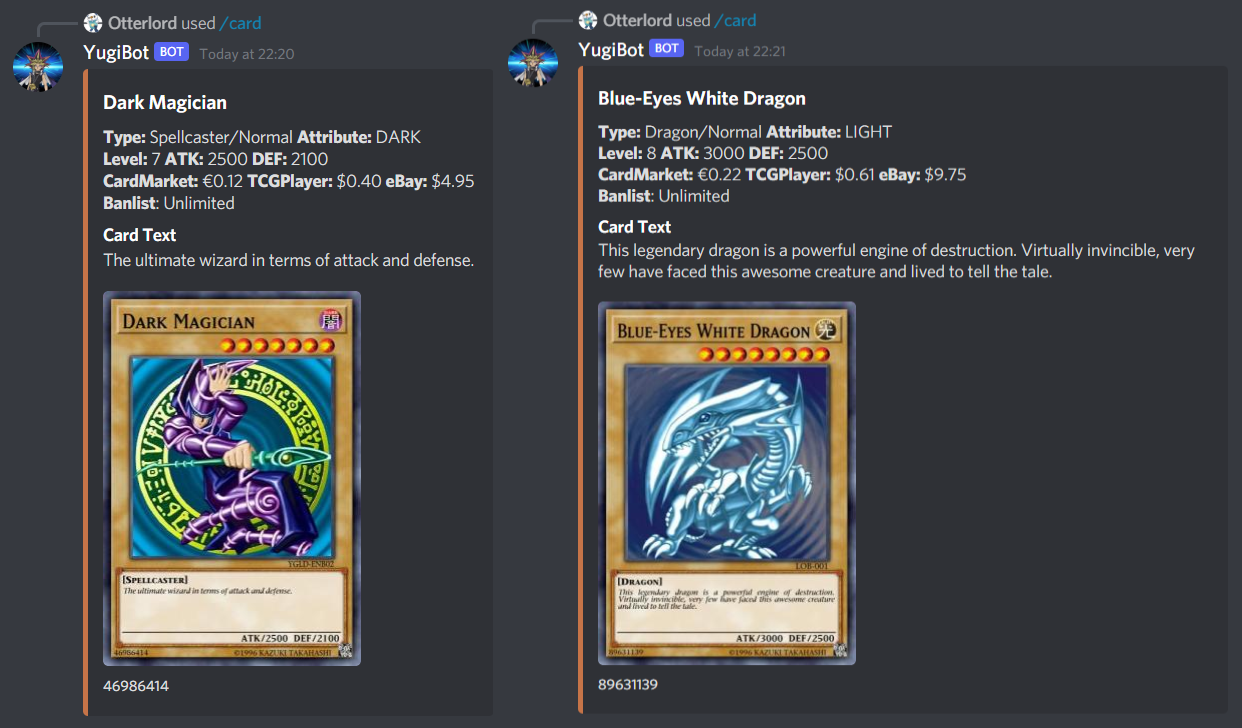 Otterlord used /card
YugiBot BOT Today at 22:20
Dark Magician
Type: Spellcaster/Normal Attribute: DARK
Level: 7 ATK: 2500 DEF: 2100
CardMarket: €0.12 TCGPlayer: $0.40 eBay: $4.95
Banlist: Unlimited
Card Text
The ultimate wizard in terms of attack and defense.
DARK MAGICIAN
闇
YGLD-ENB02
[SPELLCASTER]
The ultimate wizard in terms of attack and defense.
ATK/2500 DEF/2100
46986414 ©1996 KAZUKI TAKAHASHI
46986414
Otterlord used /card
YugiBot BOT Today at 22:21
Blue-Eyes White Dragon
Type: Dragon/Normal Attribute: LIGHT
Level: 8 ATK: 3000 DEF: 2500
CardMarket: €0.22 TCGPlayer: $0.61 eBay: $9.75
Banlist: Unlimited
Card Text
This legendary dragon is a powerful engine of destruction. Virtually invincible, very
few have faced this awesome creature and lived to tell the tale.
BLUE-EYES WHITE DRAGON
光
LOB-001
[DRAGON]
This legendary dragon is a powerful engine of destruction.
Virtually invincible, very few have faced this awesome creature
and lived to tell the tale.
ATK/3000 DEF/2500
89631139 ©1996 KAZUKI TAKAHASHI
89631139